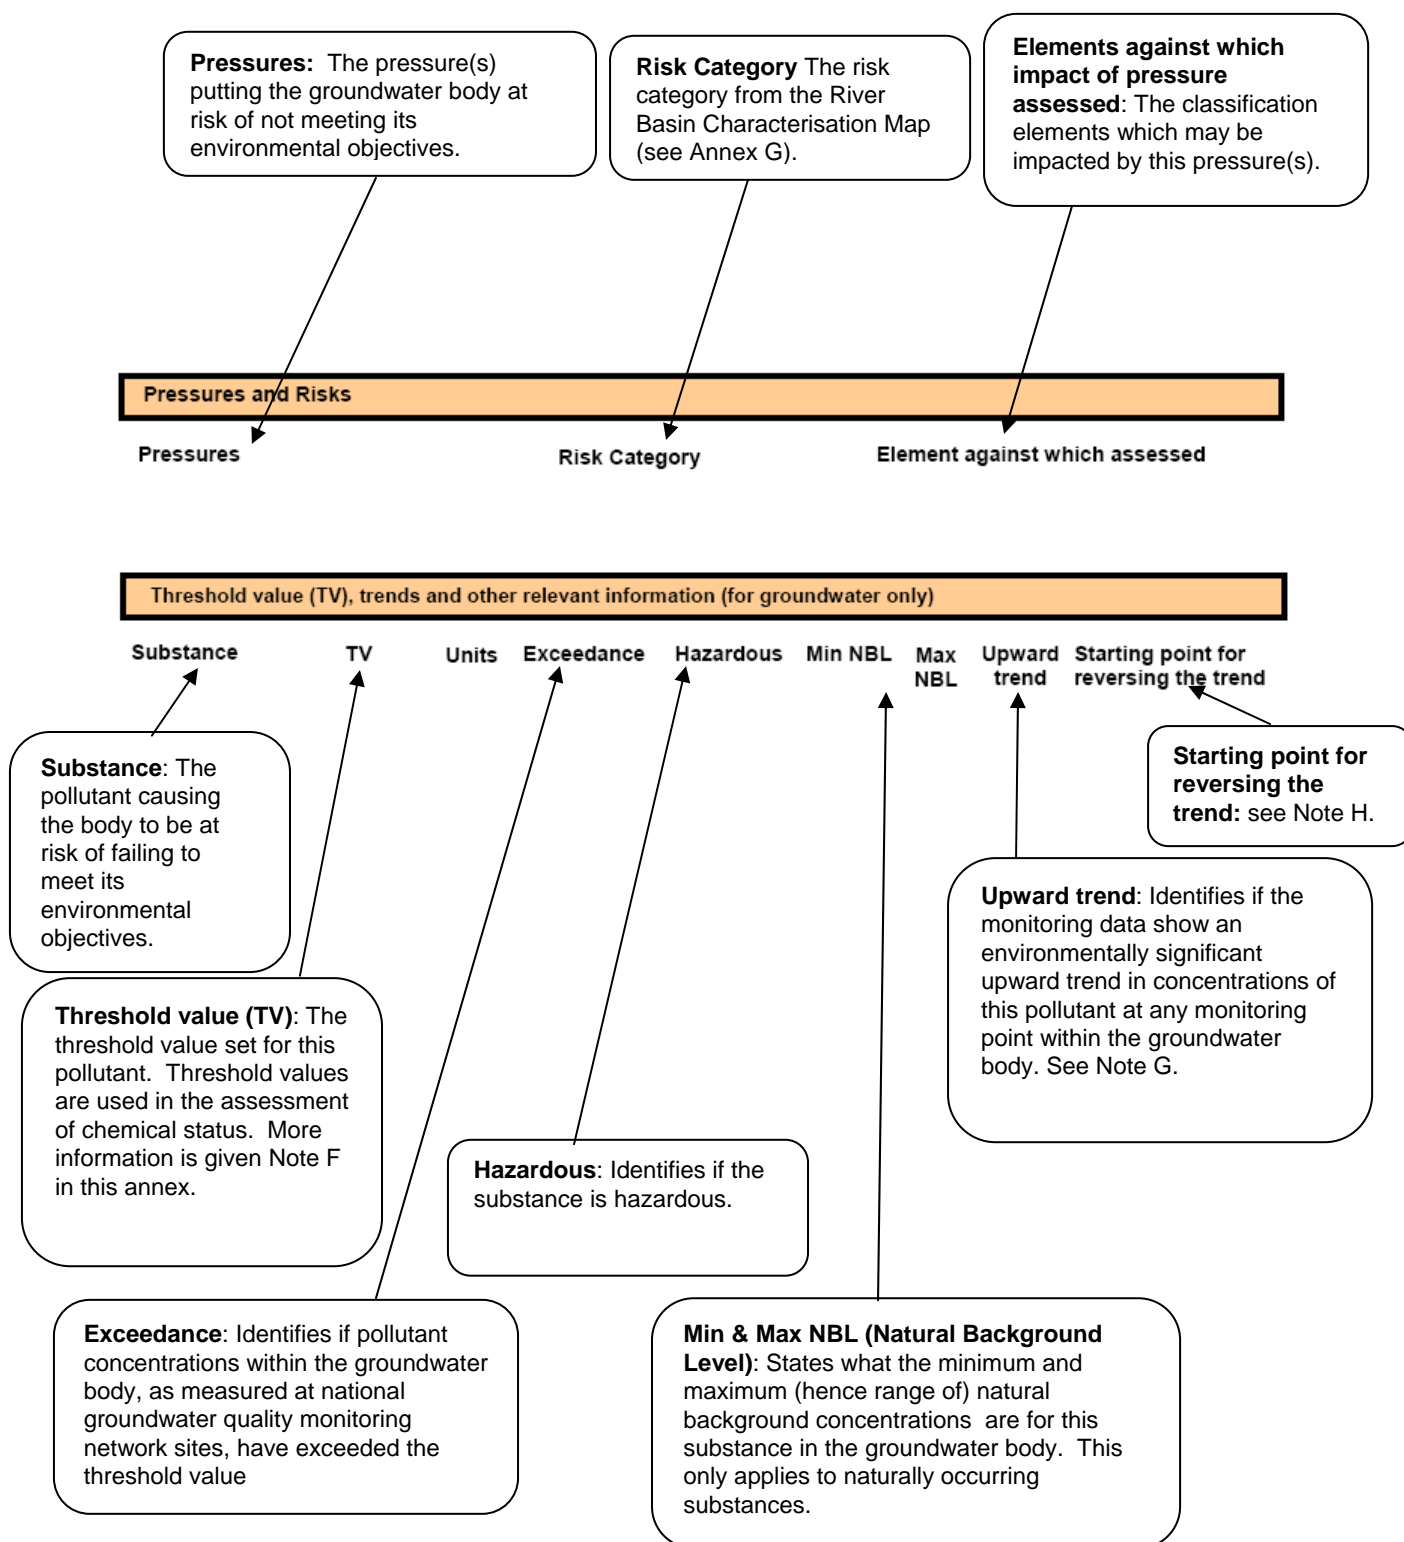 Pressures:  The pressure(s)
putting the groundwater body at
risk of not meeting its
environmental objectives.
Risk Category The risk
category from the River
Basin Characterisation Map
(see Annex G).
Elements against which
impact of pressure
assessed: The classification
elements which may be
impacted by this pressure(s).
Pressures and Risks
Pressures
Risk Category
Element against which assessed
Threshold value (TV), trends and other relevant information (for groundwater only)
Substance
TV
Units
Exceedance
Hazardous
Min NBL
Max
NBL
Upward
trend
Starting point for
reversing the trend
Substance: The
pollutant causing
the body to be at
risk of failing to
meet its
environmental
objectives.
Starting point for
reversing the
trend: see Note H.
Upward trend: Identifies if the
monitoring data show an
environmentally significant
upward trend in concentrations of
this pollutant at any monitoring
point within the groundwater
body. See Note G.
Threshold value (TV): The
threshold value set for this
pollutant.  Threshold values
are used in the assessment
of chemical status.  More
information is given Note F
in this annex.
Hazardous: Identifies if the
substance is hazardous.
Exceedance: Identifies if pollutant
concentrations within the groundwater
body, as measured at national
groundwater quality monitoring
network sites, have exceeded the
threshold value
Min & Max NBL (Natural Background
Level): States what the minimum and
maximum (hence range of) natural
background concentrations  are for this
substance in the groundwater body.  This
only applies to naturally occurring
substances.